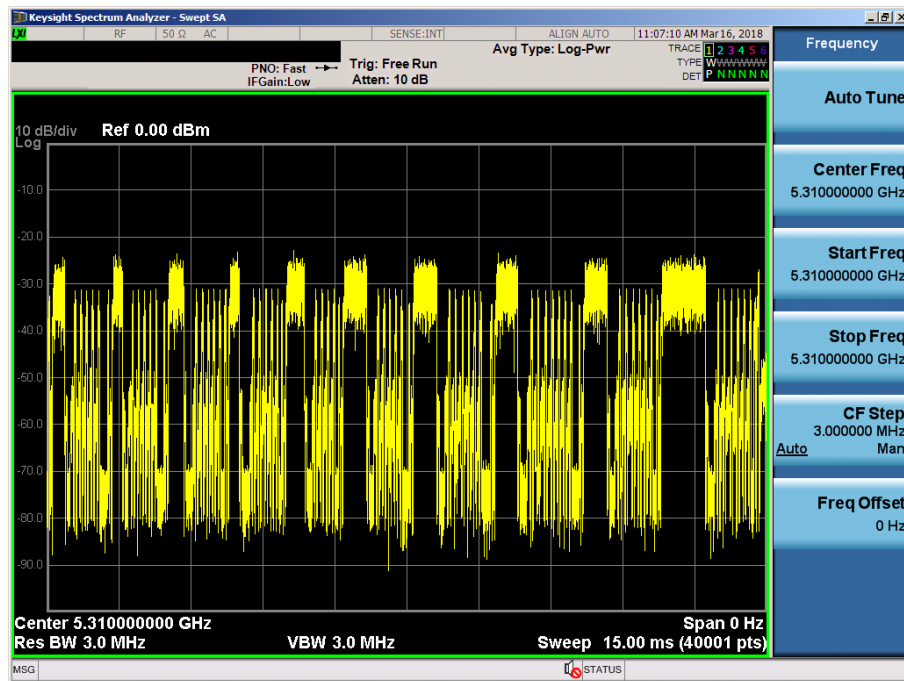 Keysight Spectrum Analyzer - Swept SA
LXI RF 50 Ω AC SENSE:INT ALIGN AUTO 11:07:10 AM Mar 16, 2018
Avg Type: Log-Pwr
PNO: Fast
IFGain:Low
Trig: Free Run
Atten: 10 dB
TRACE 1 2 3 4 5 6
TYPE WWWWWW
DET P N N N N N
10 dB/div Ref 0.00 dBm
Log
-10.0
-20.0
-30.0
-40.0
-50.0
-60.0
-70.0
-80.0
-90.0
Center 5.310000000 GHz Span 0 Hz
Res BW 3.0 MHz VBW 3.0 MHz Sweep 15.00 ms (40001 pts)
MSG STATUS
Frequency
Auto Tune
Center Freq
5.310000000 GHz
Start Freq
5.310000000 GHz
Stop Freq
5.310000000 GHz
CF Step
3.000000 MHz
Auto Man
Freq Offset
0 Hz